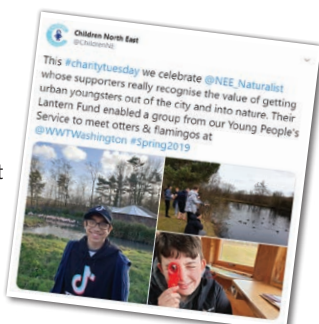 Children North East
@ChildrenNE
This #charitytuesday we celebrate @NEE_Naturalist
whose supporters really recognise the value of getting
urban youngsters out of the city and into nature. Their
Lantern Fund enabled a group from our Young People's
Service to meet otters & flamingos at
@WWTWashington #Spring2019
t